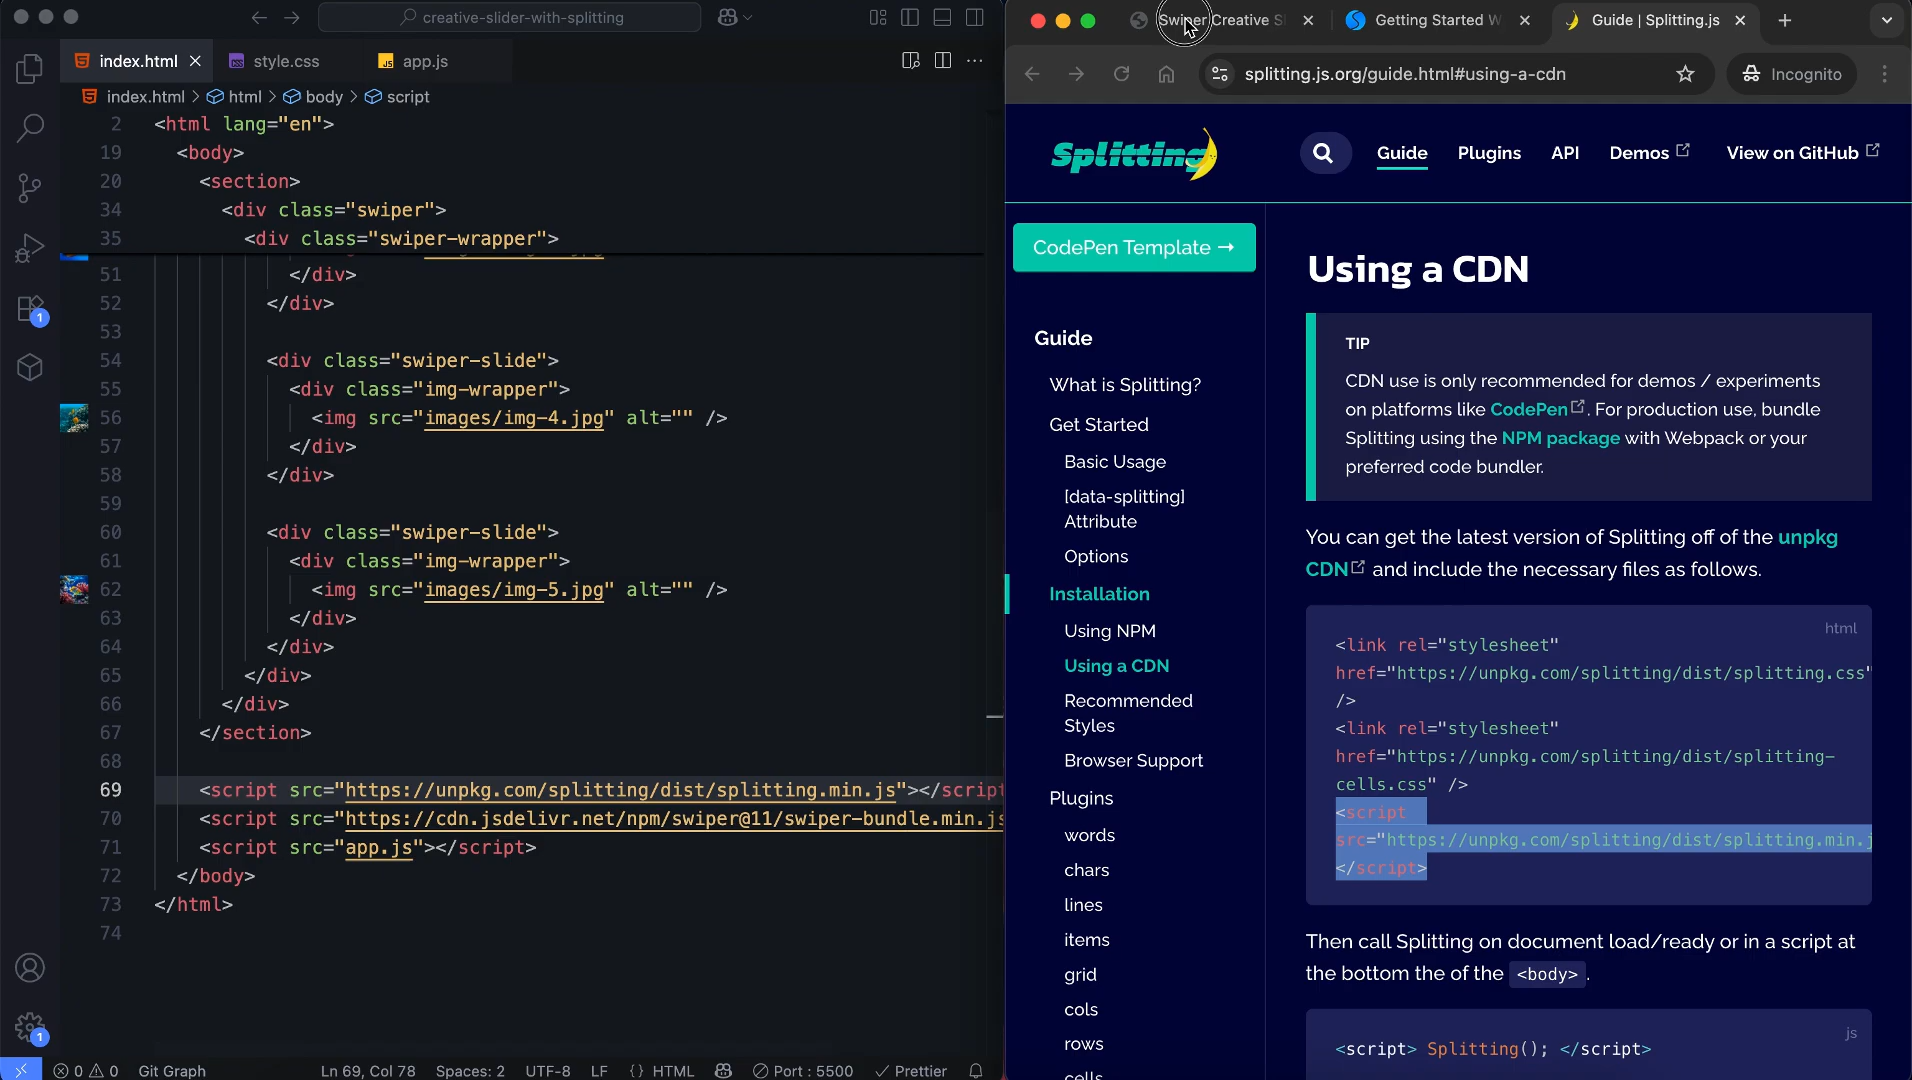 creative-slider-with-splitting
index.html
style.css
app.js
index.html > html > body > script
2 <html lang="en">
19 <body>
20 <section>
34 <div class="swiper">
35 <div class="swiper-wrapper">
51 </div>
52 </div>
53
54 <div class="swiper-slide">
55 <div class="img-wrapper">
56 <img src="images/img-4.jpg" alt="" />
57 </div>
58 </div>
59
60 <div class="swiper-slide">
61 <div class="img-wrapper">
62 <img src="images/img-5.jpg" alt="" />
63 </div>
64 </div>
65 </div>
66 </div>
67 </section>
68
69 <script src="https://unpkg.com/splitting/dist/splitting.min.js"></script
70 <script src="https://cdn.jsdelivr.net/npm/swiper@11/swiper-bundle.min.js
71 <script src="app.js"></script>
72 </body>
73 </html>
74
1
1
0 0 Git Graph Ln 69, Col 78 Spaces: 2 UTF-8 LF {} HTML Port : 5500 Prettier
Swiper Creative Sl
Getting Started W
Guide | Splitting.js
splitting.js.org/guide.html#using-a-cdn
Incognito
Splitting
Guide
Plugins
API
Demos
View on GitHub
CodePen Template →
Guide
What is Splitting?
Get Started
Basic Usage
[data-splitting]
Attribute
Options
Installation
Using NPM
Using a CDN
Recommended
Styles
Browser Support
Plugins
words
chars
lines
items
grid
cols
rows
cells
Using a CDN
TIP
CDN use is only recommended for demos / experiments
on platforms like CodePen. For production use, bundle
Splitting using the NPM package with Webpack or your
preferred code bundler.
You can get the latest version of Splitting off of the unpkg
CDN and include the necessary files as follows.
html
<link rel="stylesheet"
href="https://unpkg.com/splitting/dist/splitting.css"
/>
<link rel="stylesheet"
href="https://unpkg.com/splitting/dist/splitting-
cells.css" />
<script
src="https://unpkg.com/splitting/dist/splitting.min.j
</script>
Then call Splitting on document load/ready or in a script at
the bottom the of the <body>.
js
<script> Splitting(); </script>